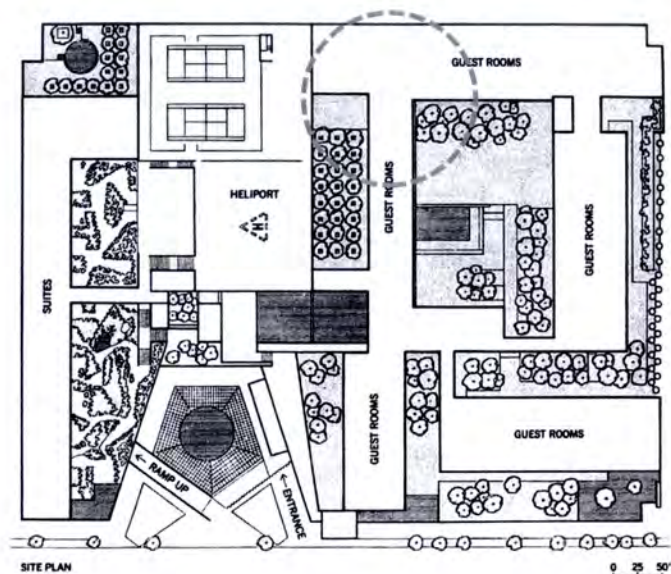 GUEST ROOMS
HELIPORT
H
GUEST ROOMS
GUEST ROOMS
SUITES
GUEST ROOMS
GUEST ROOMS
← RAMP UP
← ENTRANCE
SITE PLAN
0 25 50